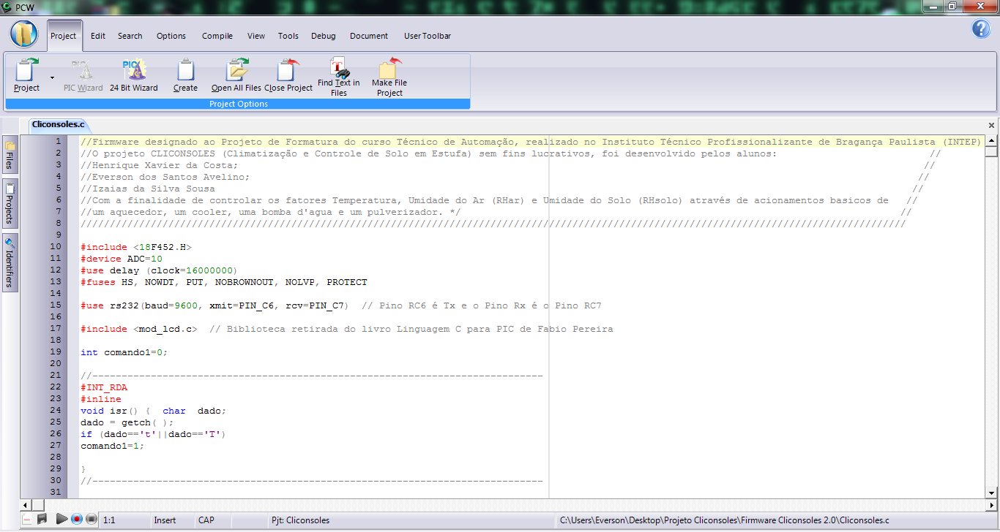 PCW
Project Edit Search Options Compile View Tools Debug Document User Toolbar
Project PIC Wizard 24 Bit Wizard Create Open All Files Close Project Find Text in Files Make File Project
Project Options
Cliconsoles.c
Files
Projects
Identifiers
1 //Firmware designado ao Projeto de Formatura do curso Técnico de Automação, realizado no Instituto Técnico Profissionalizante de Bragança Paulista (INTEP)
2 //O projeto CLICONSOLES (Climatização e Controle de Solo em Estufa) sem fins lucrativos, foi desenvolvido pelos alunos: //
3 //Henrique Xavier da Costa; //
4 //Everson dos Santos Avelino; //
5 //Izaias da Silva Sousa //
6 //Com a finalidade de controlar os fatores Temperatura, Umidade do Ar (RHar) e Umidade do Solo (RHsolo) através de acionamentos basicos de //
7 //um aquecedor, um cooler, uma bomba d'agua e um pulverizador. */ //
8 //////////////////////////////////////////////////////////////////////////////////////////////////////////////////////////////////////////////
9
10 #include <18F452.H>
11 #device ADC=10
12 #use delay (clock=16000000)
13 #fuses HS, NOWDT, PUT, NOBROWNOUT, NOLVP, PROTECT
14
15 #use rs232(baud=9600, xmit=PIN_C6, rcv=PIN_C7) // Pino RC6 é Tx e o Pino Rx é o Pino RC7
16
17 #include <mod_lcd.c> // Biblioteca retirada do livro Linguagem C para PIC de Fabio Pereira
18
19 int comando1=0;
20
21 //-----------------------------------------------------------------------------
22 #INT_RDA
23 #inline
24 void isr() { char dado;
25 dado = getch( );
26 if (dado=='t'||dado=='T')
27 comando1=1;
28
29 }
30 //-----------------------------------------------------------------------------
31
1:1 Insert CAP Pjt: Cliconsoles C:\Users\Everson\Desktop\Projeto Cliconsoles\Firmware Cliconsoles 2.0\Cliconsoles.c